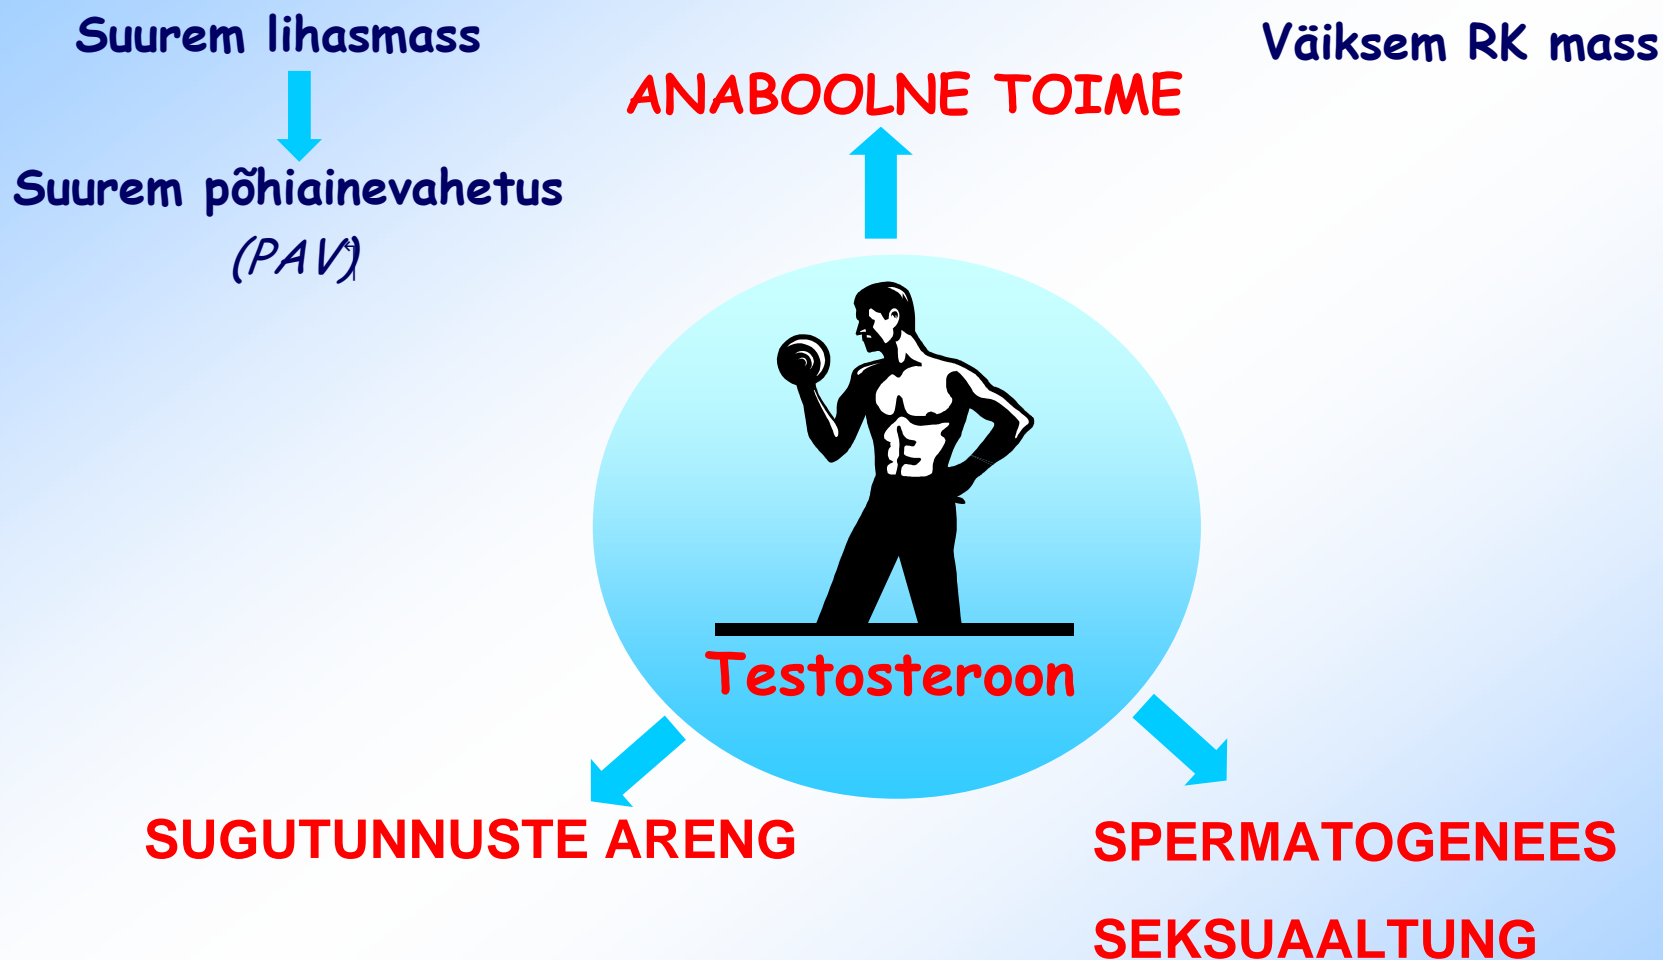 Suurem lihasmass
Väiksem RK mass
ANABOOLNE TOIME
Suurem põhiainevahetus
(PAV)
Testosteroon
SUGUTUNNUSTE ARENG
SPERMATOGENEES
SEKSUAALTUNG